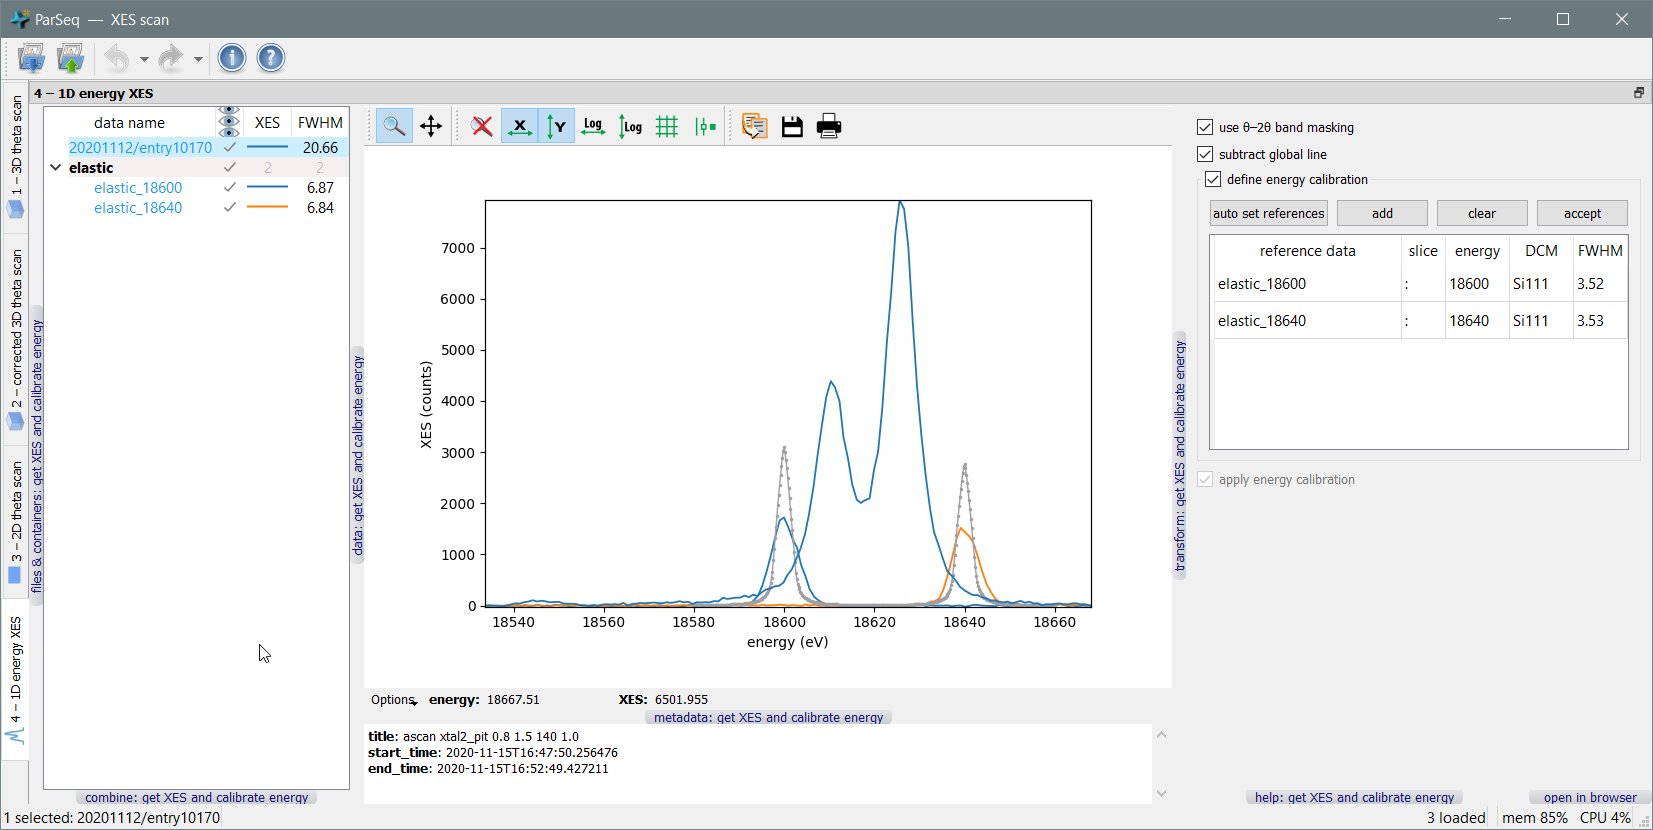 ParSeq — XES scan
4 − 1D energy XES
1 − 3D theta scan
2 − corrected 3D theta scan
3 − 2D theta scan
4 − 1D energy XES
files & containers: get XES and calibrate energy
data name XES FWHM
20201112/entry10170 20.66
elastic 2 2
elastic_18600 6.87
elastic_18640 6.84
combine: get XES and calibrate energy
data: get XES and calibrate energy
X Y Log Log
XES (counts)
7000
6000
5000
4000
3000
2000
1000
0
18540 18560 18580 18600 18620 18640 18660
energy (eV)
Options energy: 18667.51 XES: 6501.955
metadata: get XES and calibrate energy
title: ascan xtal2_pit 0.8 1.5 140 1.0
start_time: 2020-11-15T16:47:50.256476
end_time: 2020-11-15T16:52:49.427211
transform: get XES and calibrate energy
use θ−2θ band masking
subtract global line
define energy calibration
auto set references add clear accept
reference data slice energy DCM FWHM
elastic_18600 : 18600 Si111 3.52
elastic_18640 : 18640 Si111 3.53
apply energy calibration
help: get XES and calibrate energy open in browser
1 selected: 20201112/entry10170 3 loaded mem 85% CPU 4%